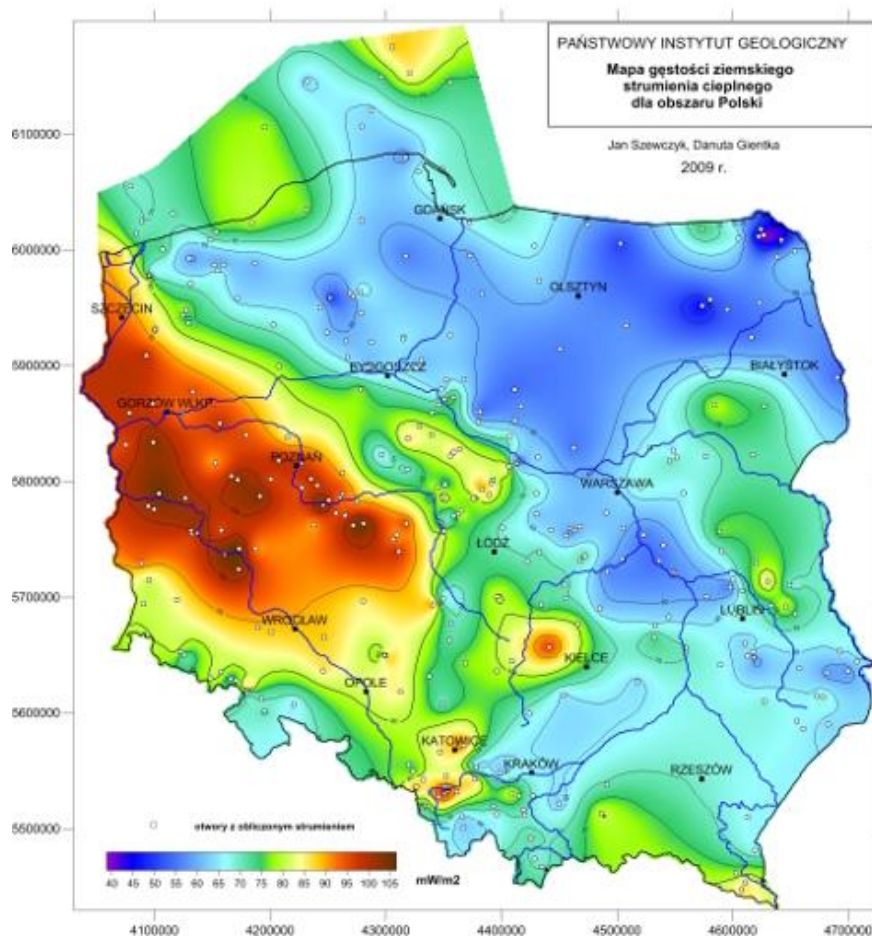 PAŃSTWOWY INSTYTUT GEOLOGICZNY
Mapa gęstości ziemskiego
strumienia cieplnego
dla obszaru Polski
Jan Szewczyk, Danuta Gientka
2009 r.
6100000
6000000
5900000
5800000
5700000
5600000
5500000
GDAŃSK
OLSZTYN
SZCZECIN
BYDGOSZCZ
BIAŁYSTOK
GORZÓW WLKP.
POZNAŃ
WARSZAWA
ŁÓDŹ
LUBLIN
WROCŁAW
KIELCE
OPOLE
KATOWICE
KRAKÓW
RZESZÓW
otwory z obliczonym strumieniem
40 45 50 55 60 65 70 75 80 85 90 95 100 105
mW/m2
4100000 4200000 4300000 4400000 4500000 4600000 4700000